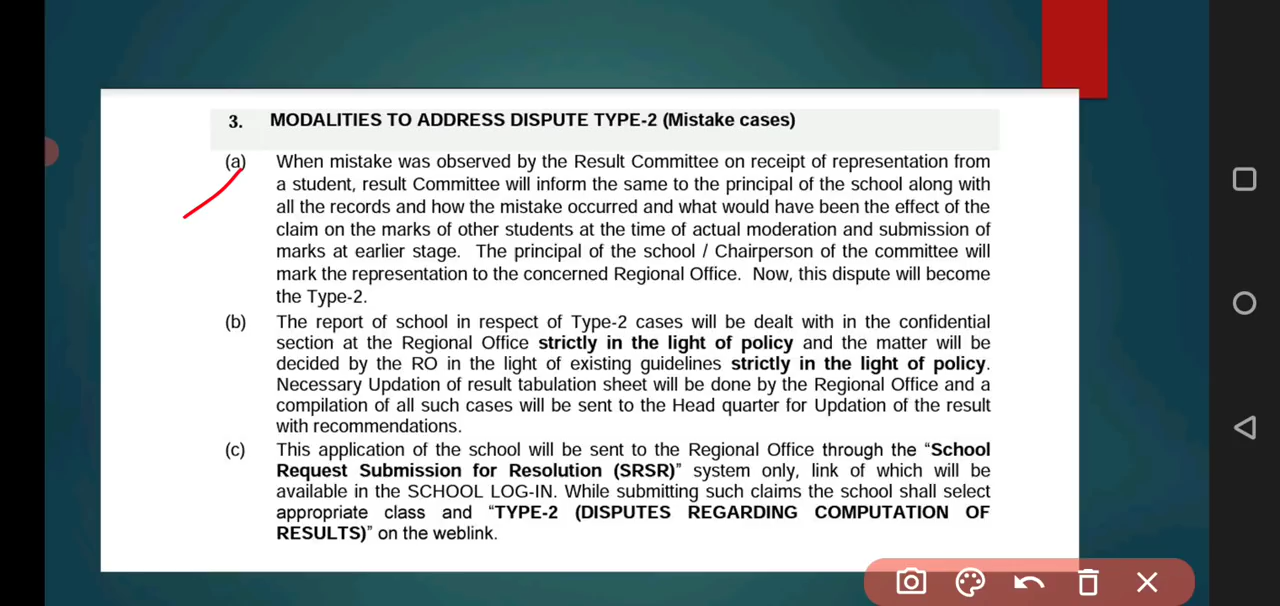 3. MODALITIES TO ADDRESS DISPUTE TYPE-2 (Mistake cases)
(a) When mistake was observed by the Result Committee on receipt of representation from
a student, result Committee will inform the same to the principal of the school along with
all the records and how the mistake occurred and what would have been the effect of the
claim on the marks of other students at the time of actual moderation and submission of
marks at earlier stage. The principal of the school / Chairperson of the committee will
mark the representation to the concerned Regional Office. Now, this dispute will become
the Type-2.
(b) The report of school in respect of Type-2 cases will be dealt with in the confidential
section at the Regional Office strictly in the light of policy and the matter will be
decided by the RO in the light of existing guidelines strictly in the light of policy.
Necessary Updation of result tabulation sheet will be done by the Regional Office and a
compilation of all such cases will be sent to the Head quarter for Updation of the result
with recommendations.
(c) This application of the school will be sent to the Regional Office through the “School
Request Submission for Resolution (SRSR)” system only, link of which will be
available in the SCHOOL LOG-IN. While submitting such claims the school shall select
appropriate class and “TYPE-2 (DISPUTES REGARDING COMPUTATION OF
RESULTS)” on the weblink.